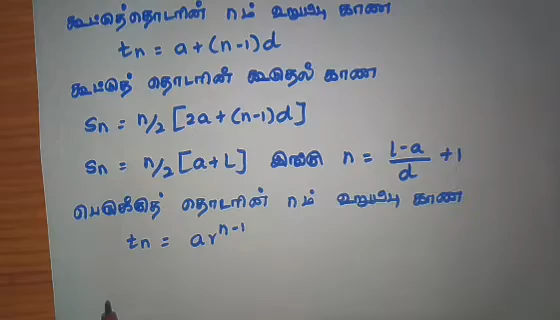 கூட்டுத்தொடரின் n ம் உறுப்பு காண
tn = a + (n-1)d
கூட்டுத் தொடரின் கூடுதல் காண
Sn = n/2 [2a + (n-1)d]
Sn = n/2 [a + L] இங்கு n = l-a/d + 1
பெருக்குத் தொடரின் n ம் உறுப்பு காண
tn = ar^n-1